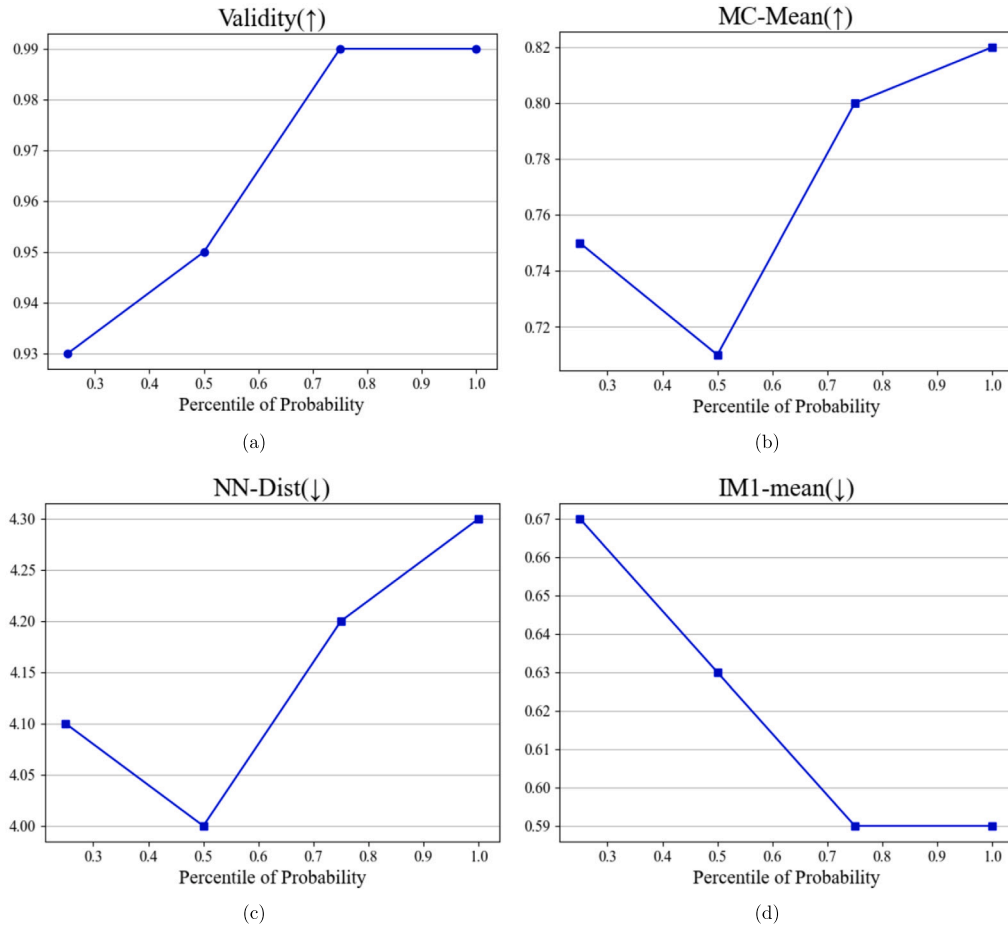 Validity(↑)
0.99
0.98
0.97
0.96
0.95
0.94
0.93
0.3 0.4 0.5 0.6 0.7 0.8 0.9 1.0
Percentile of Probability
(a)
MC-Mean(↑)
0.82
0.80
0.78
0.76
0.74
0.72
0.3 0.4 0.5 0.6 0.7 0.8 0.9 1.0
Percentile of Probability
(b)
NN-Dist(↓)
4.30
4.25
4.20
4.15
4.10
4.05
4.00
0.3 0.4 0.5 0.6 0.7 0.8 0.9 1.0
Percentile of Probability
(c)
IM1-mean(↓)
0.67
0.66
0.65
0.64
0.63
0.62
0.61
0.60
0.59
0.3 0.4 0.5 0.6 0.7 0.8 0.9 1.0
Percentile of Probability
(d)